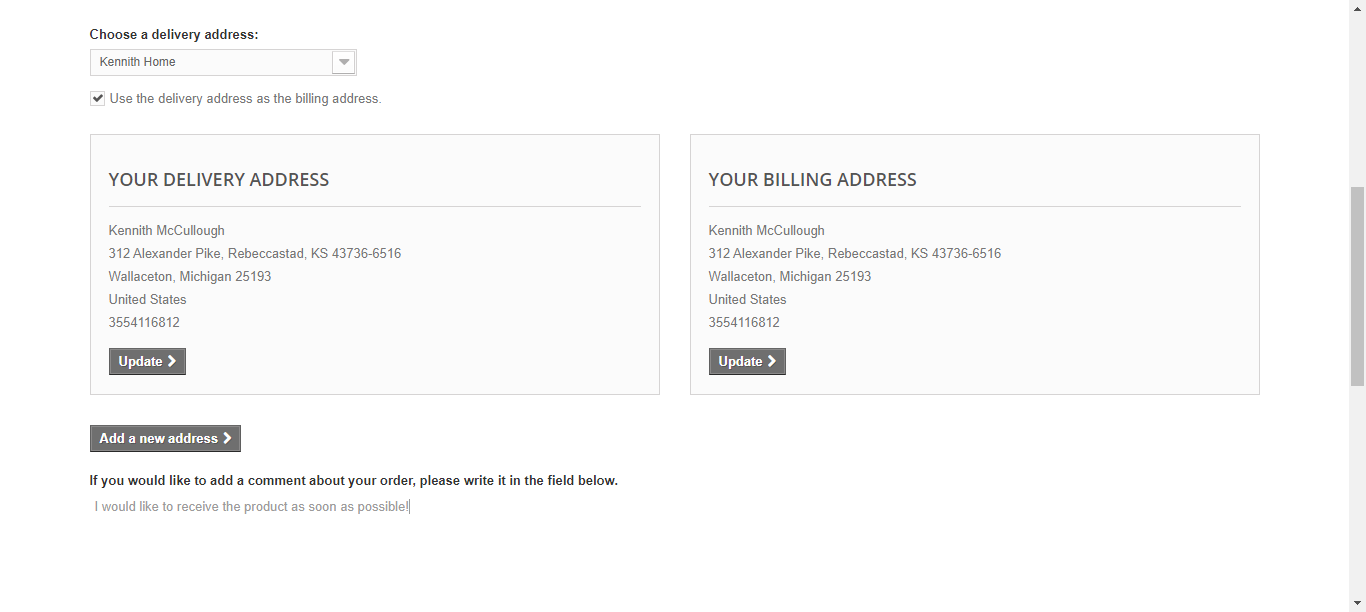 Choose a delivery address:
Kennith Home
Use the delivery address as the billing address.
YOUR DELIVERY ADDRESS
Kennith McCullough
312 Alexander Pike, Rebeccastad, KS 43736-6516
Wallaceton, Michigan 25193
United States
3554116812
Update
YOUR BILLING ADDRESS
Kennith McCullough
312 Alexander Pike, Rebeccastad, KS 43736-6516
Wallaceton, Michigan 25193
United States
3554116812
Update
Add a new address
If you would like to add a comment about your order, please write it in the field below.
I would like to receive the product as soon as possible!